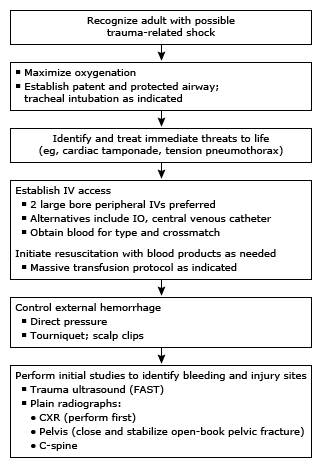 Recognize adult with possible
trauma-related shock
▪ Maximize oxygenation
▪ Establish patent and protected airway;
tracheal intubation as indicated
Identify and treat immediate threats to life
(eg, cardiac tamponade, tension pneumothorax)
Establish IV access
▪ 2 large bore peripheral IVs preferred
▪ Alternatives include IO, central venous catheter
▪ Obtain blood for type and crossmatch
Initiate resuscitation with blood products as needed
▪ Massive transfusion protocol as indicated
Control external hemorrhage
▪ Direct pressure
▪ Tourniquet; scalp clips
Perform initial studies to identify bleeding and injury sites
▪ Trauma ultrasound (FAST)
▪ Plain radiographs:
• CXR (perform first)
• Pelvis (close and stabilize open-book pelvic fracture)
• C-spine